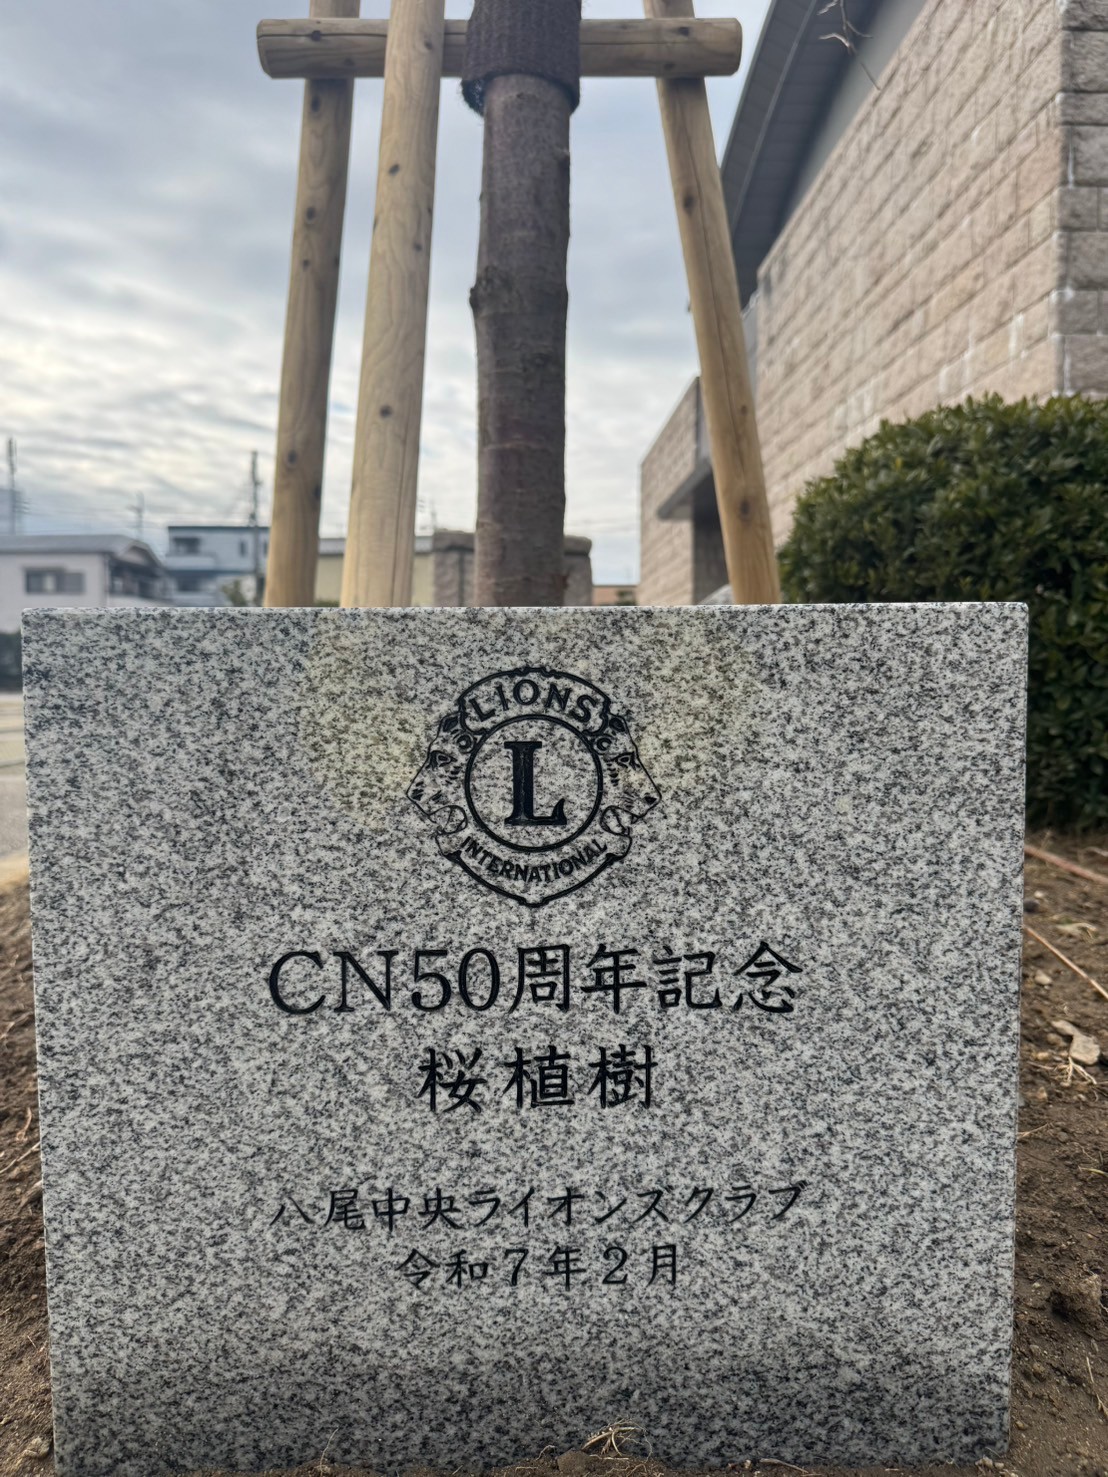 LIONS
L
INTERNATIONAL
CN50周年記念
桜植樹
八尾中央ライオンズクラブ
令和7年2月